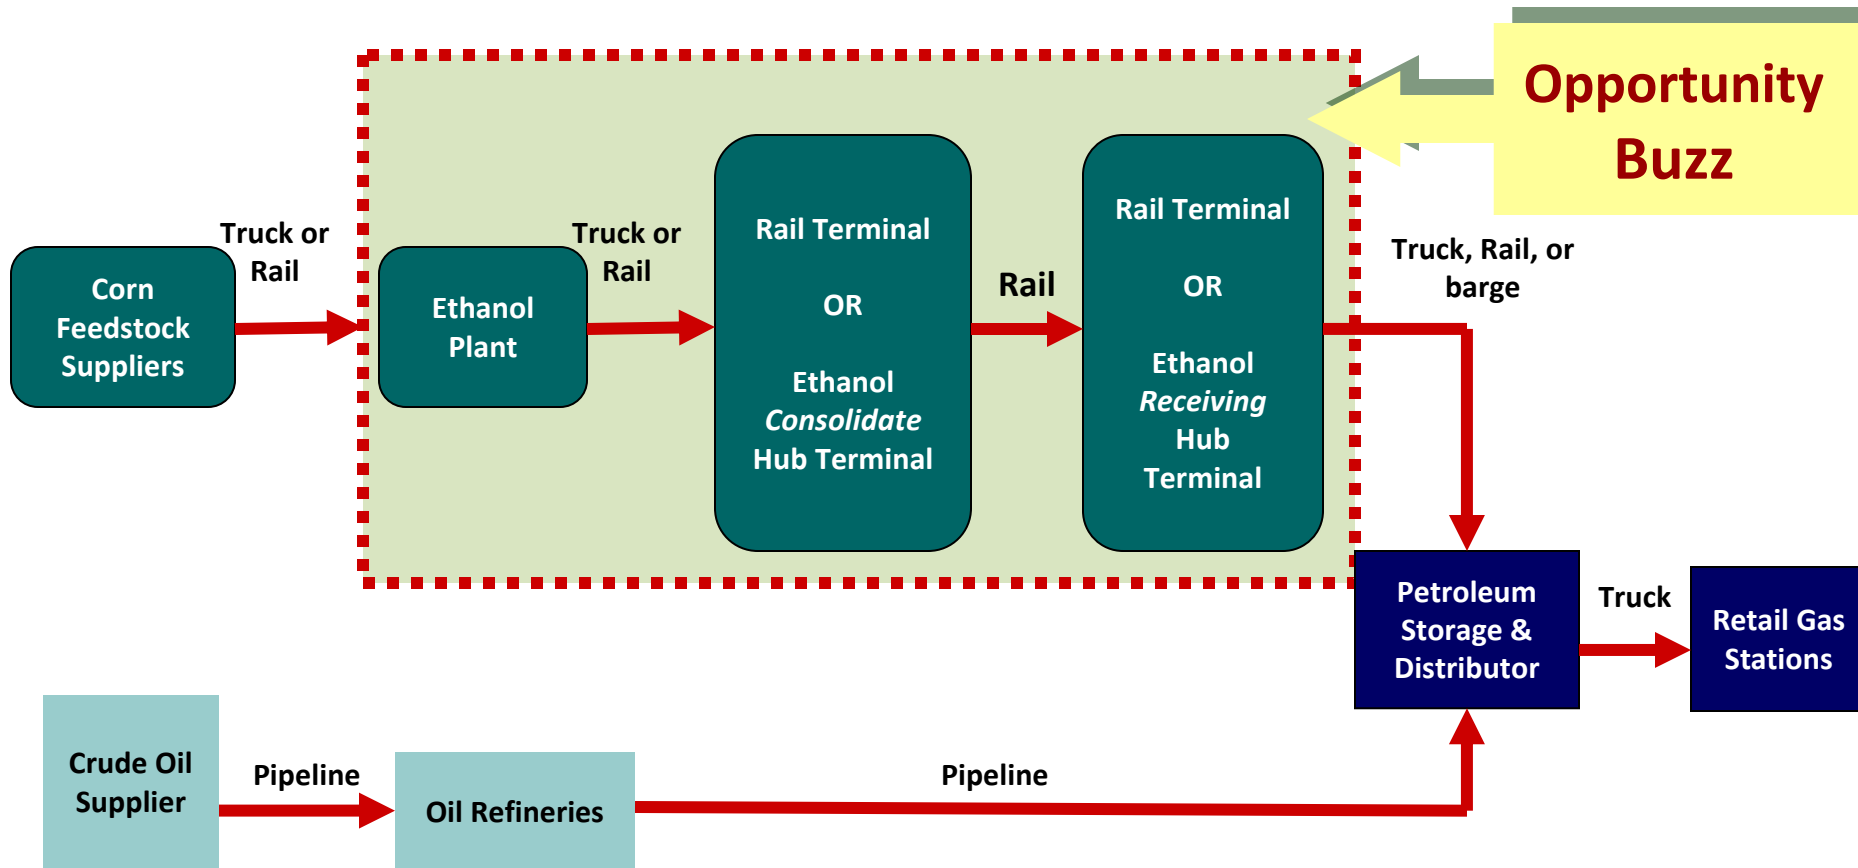 Opportunity
Buzz
Truck or
Rail
Truck or
Rail
Rail
Truck, Rail, or
barge
Corn
Feedstock
Suppliers
Ethanol
Plant
Rail Terminal
OR
Ethanol
Consolidate
Hub Terminal
Rail Terminal
OR
Ethanol
Receiving
Hub
Terminal
Petroleum
Storage &
Distributor
Truck
Retail Gas
Stations
Crude Oil
Supplier
Pipeline
Oil Refineries
Pipeline